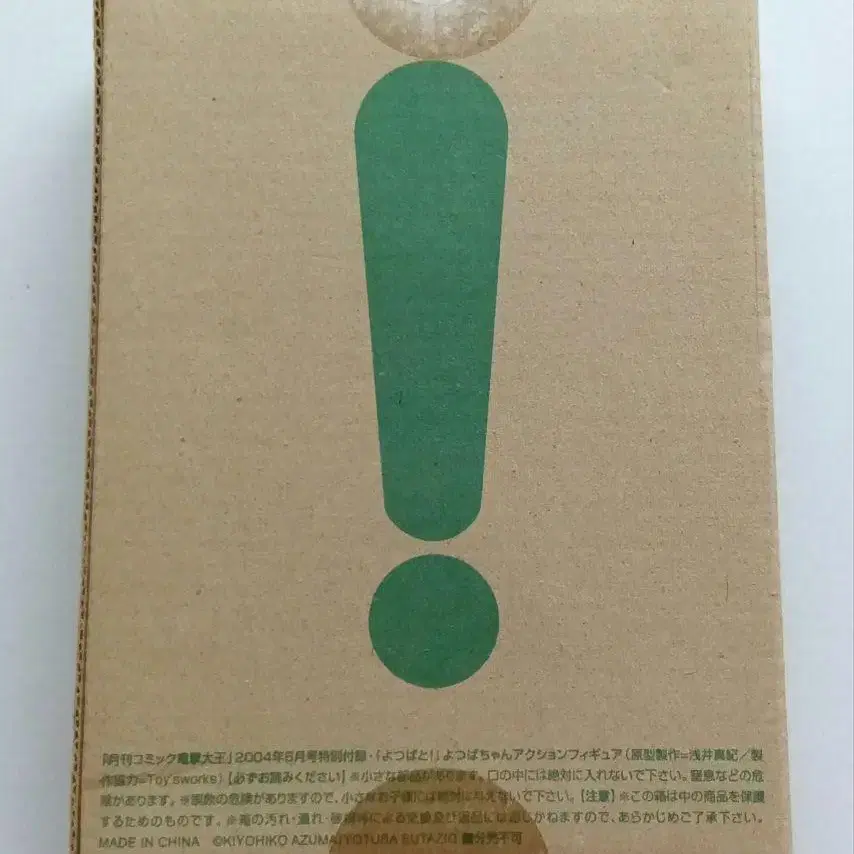 『月刊コミック電撃大王』2004年6月号特別付録・「よつばと!」よつばちゃんアクションフィギュア(原型製作=浅井真紀/製
作協力=Toy'sworks)【必ずお読みください】※小さな部品があります。口の中には絶対に入れないで下さい。窒息などの危
険があります。※誤飲の危険がありますので、小さなお子様には絶対に与えないで下さい。【注意】※この箱は中の商品を保護
するためのものです。※箱の汚れ・潰れ・破損等による交換及び返品には応じかねますので、あらかじめご了承下さい。
MADE IN CHINA ©KIYOHIKO AZUMA/YOTUBA SUTAZIO ■分売不可